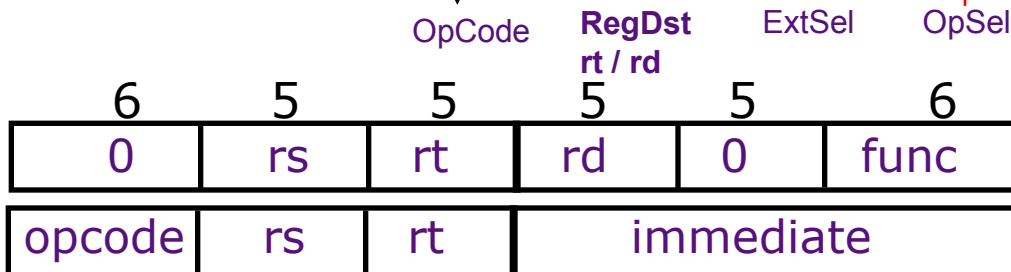 OpCode RegDst ExtSel OpSel
rt / rd
6 5 5 5 5 6
0 rs rt rd 0 func
opcode rs rt immediate